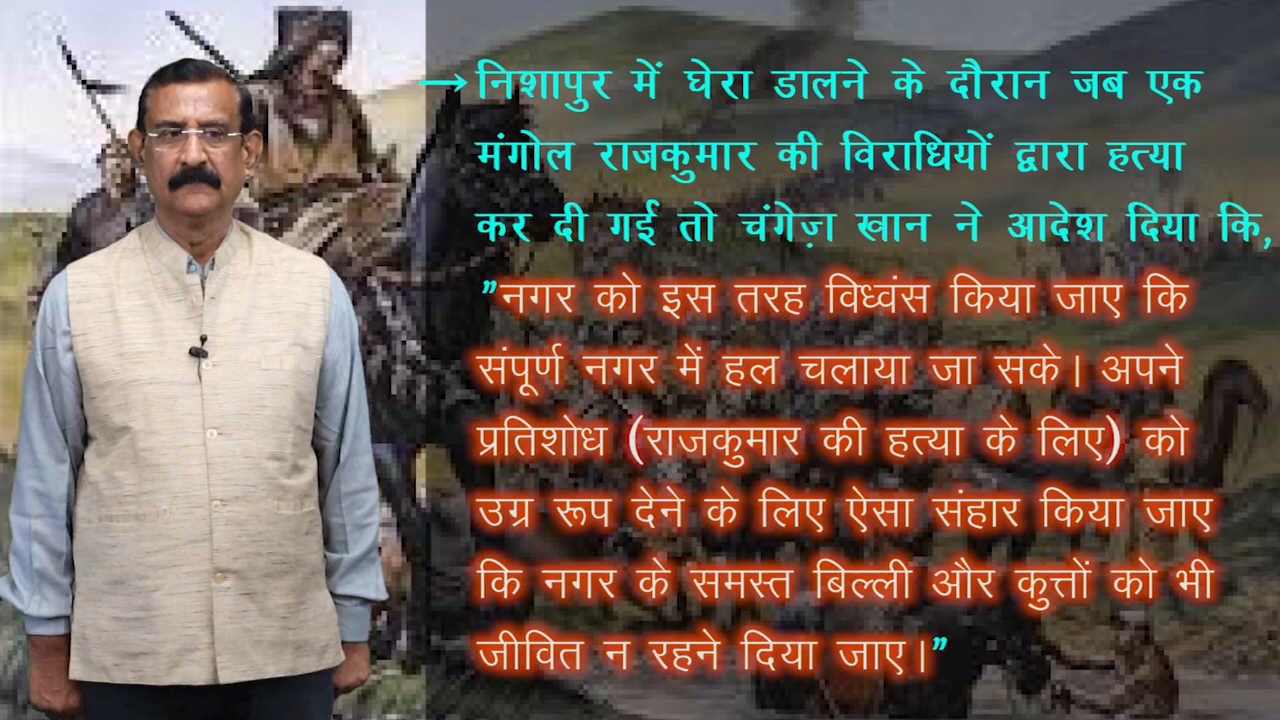 → निशापुर में घेरा डालने के दौरान जब एक
मंगोल राजकुमार की विराधियों द्वारा हत्या
कर दी गई तो चंगेज़ खान ने आदेश दिया कि,
"नगर को इस तरह विध्वंस किया जाए कि
संपूर्ण नगर में हल चलाया जा सके। अपने
प्रतिशोध (राजकुमार की हत्या के लिए) को
उग्र रूप देने के लिए ऐसा संहार किया जाए
कि नगर के समस्त बिल्ली और कुत्तों को भी
जीवित न रहने दिया जाए।"